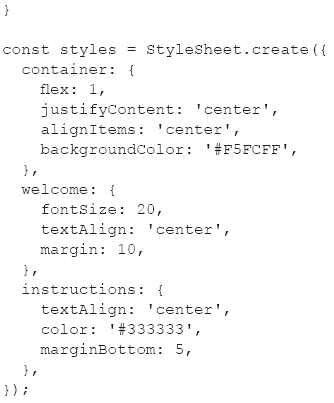 }

const styles = StyleSheet.create({
  container: {
    flex: 1,
    justifyContent: 'center',
    alignItems: 'center',
    backgroundColor: '#F5FCFF',
  },
  welcome: {
    fontSize: 20,
    textAlign: 'center',
    margin: 10,
  },
  instructions: {
    textAlign: 'center',
    color: '#333333',
    marginBottom: 5,
  },
});